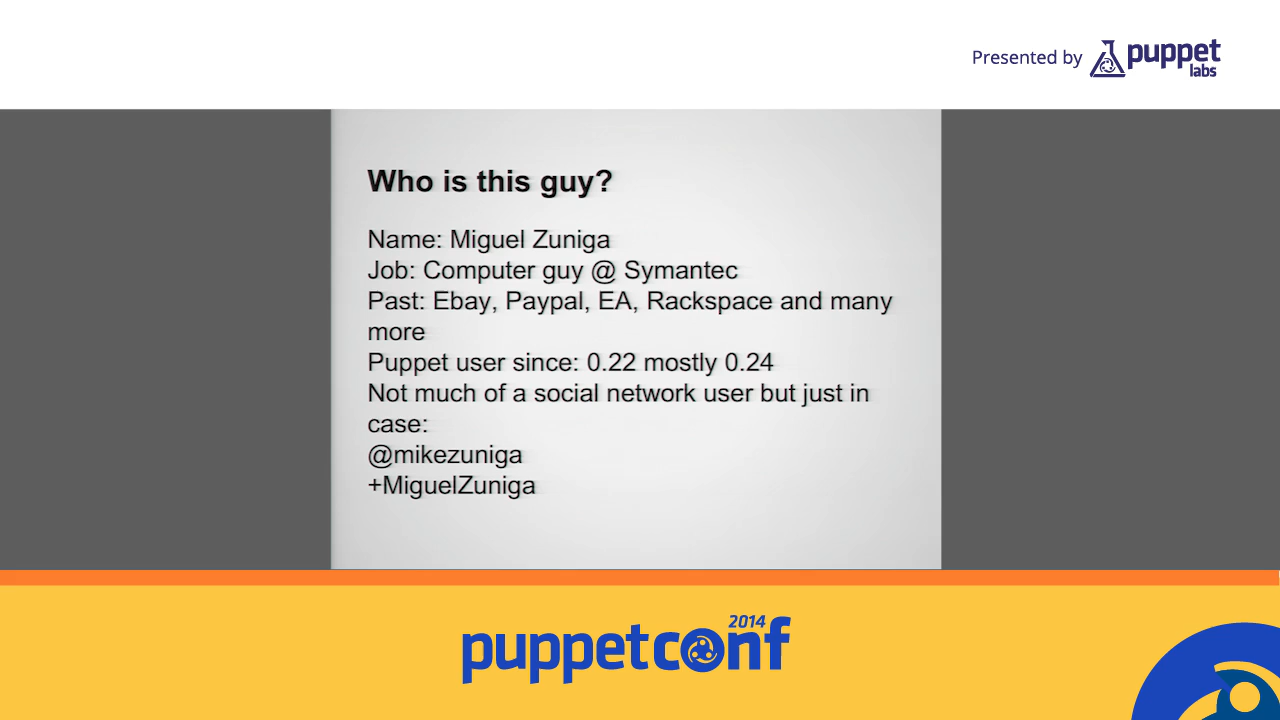 Presented by puppet labs
Who is this guy?
Name: Miguel Zuniga
Job: Computer guy @ Symantec
Past: Ebay, Paypal, EA, Rackspace and many
more
Puppet user since: 0.22 mostly 0.24
Not much of a social network user but just in
case:
@mikezuniga
+MiguelZuniga
puppetconf 2014